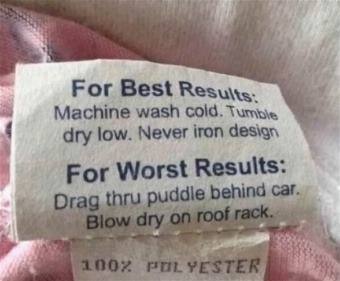 For Best Results:
Machine wash cold. Tumble
dry low. Never iron design
For Worst Results:
Drag thru puddle behind car.
Blow dry on roof rack.
100% POLYESTER